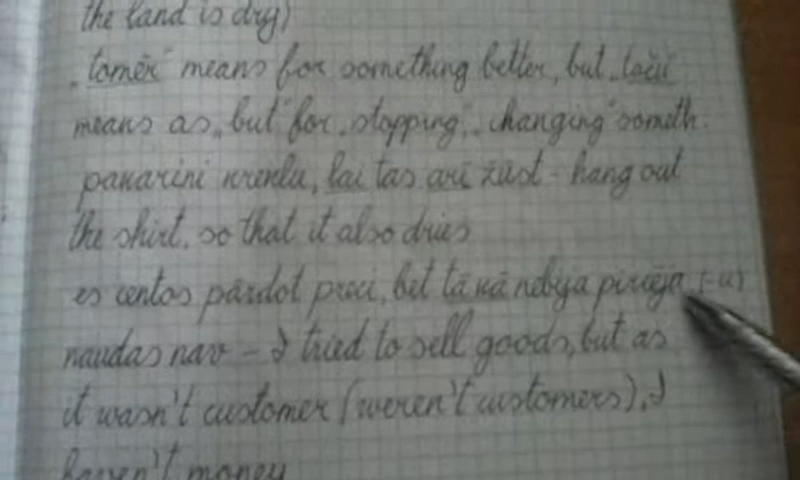 the land is dry)
„tomēr" means for something better, but „taču"
means as „but" for „stopping", „changing" someth.
pakarini kreklu, lai tas arī žūst - hang out
the shirt, so that it also dries
es centos pārdot preci, bet tā kā nebija pircēja (-u)
naudas nav - I tried to sell goods, but as
it wasn't customer (weren't customers), I
haven't money